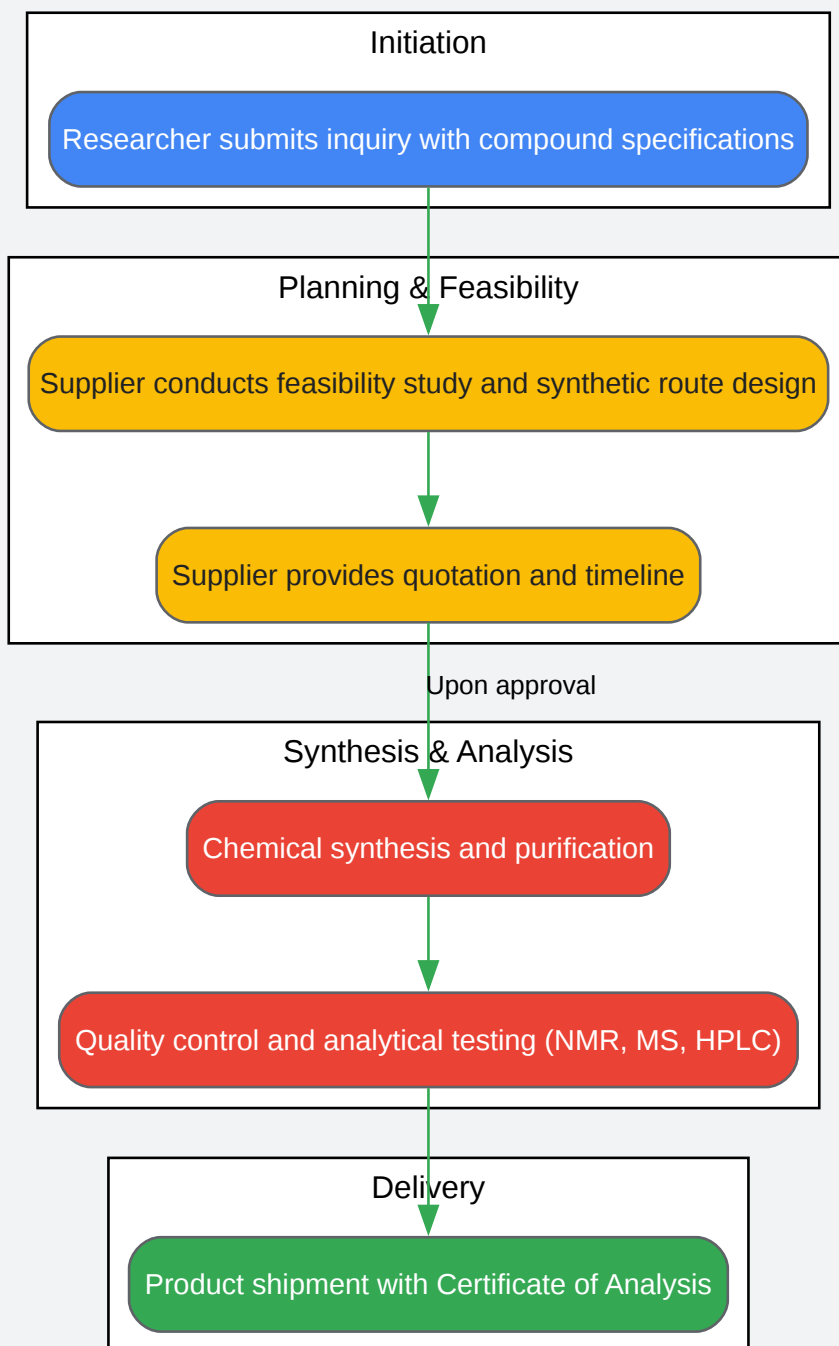 Initiation
Researcher submits inquiry with compound specifications
Planning & Feasibility
Supplier conducts feasibility study and synthetic route design
Supplier provides quotation and timeline
Upon approval
Synthesis & Analysis
Chemical synthesis and purification
Quality control and analytical testing (NMR, MS, HPLC)
Delivery
Product shipment with Certificate of Analysis